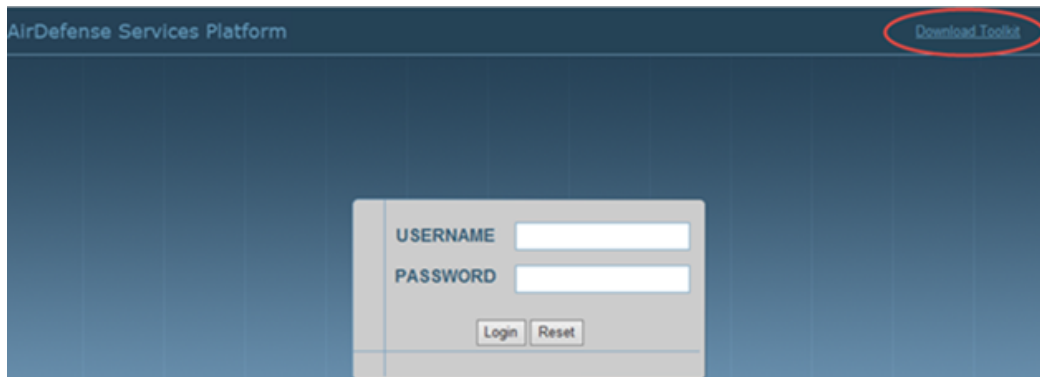 AirDefense Services Platform
Download Toolkit
USERNAME
PASSWORD
Login Reset